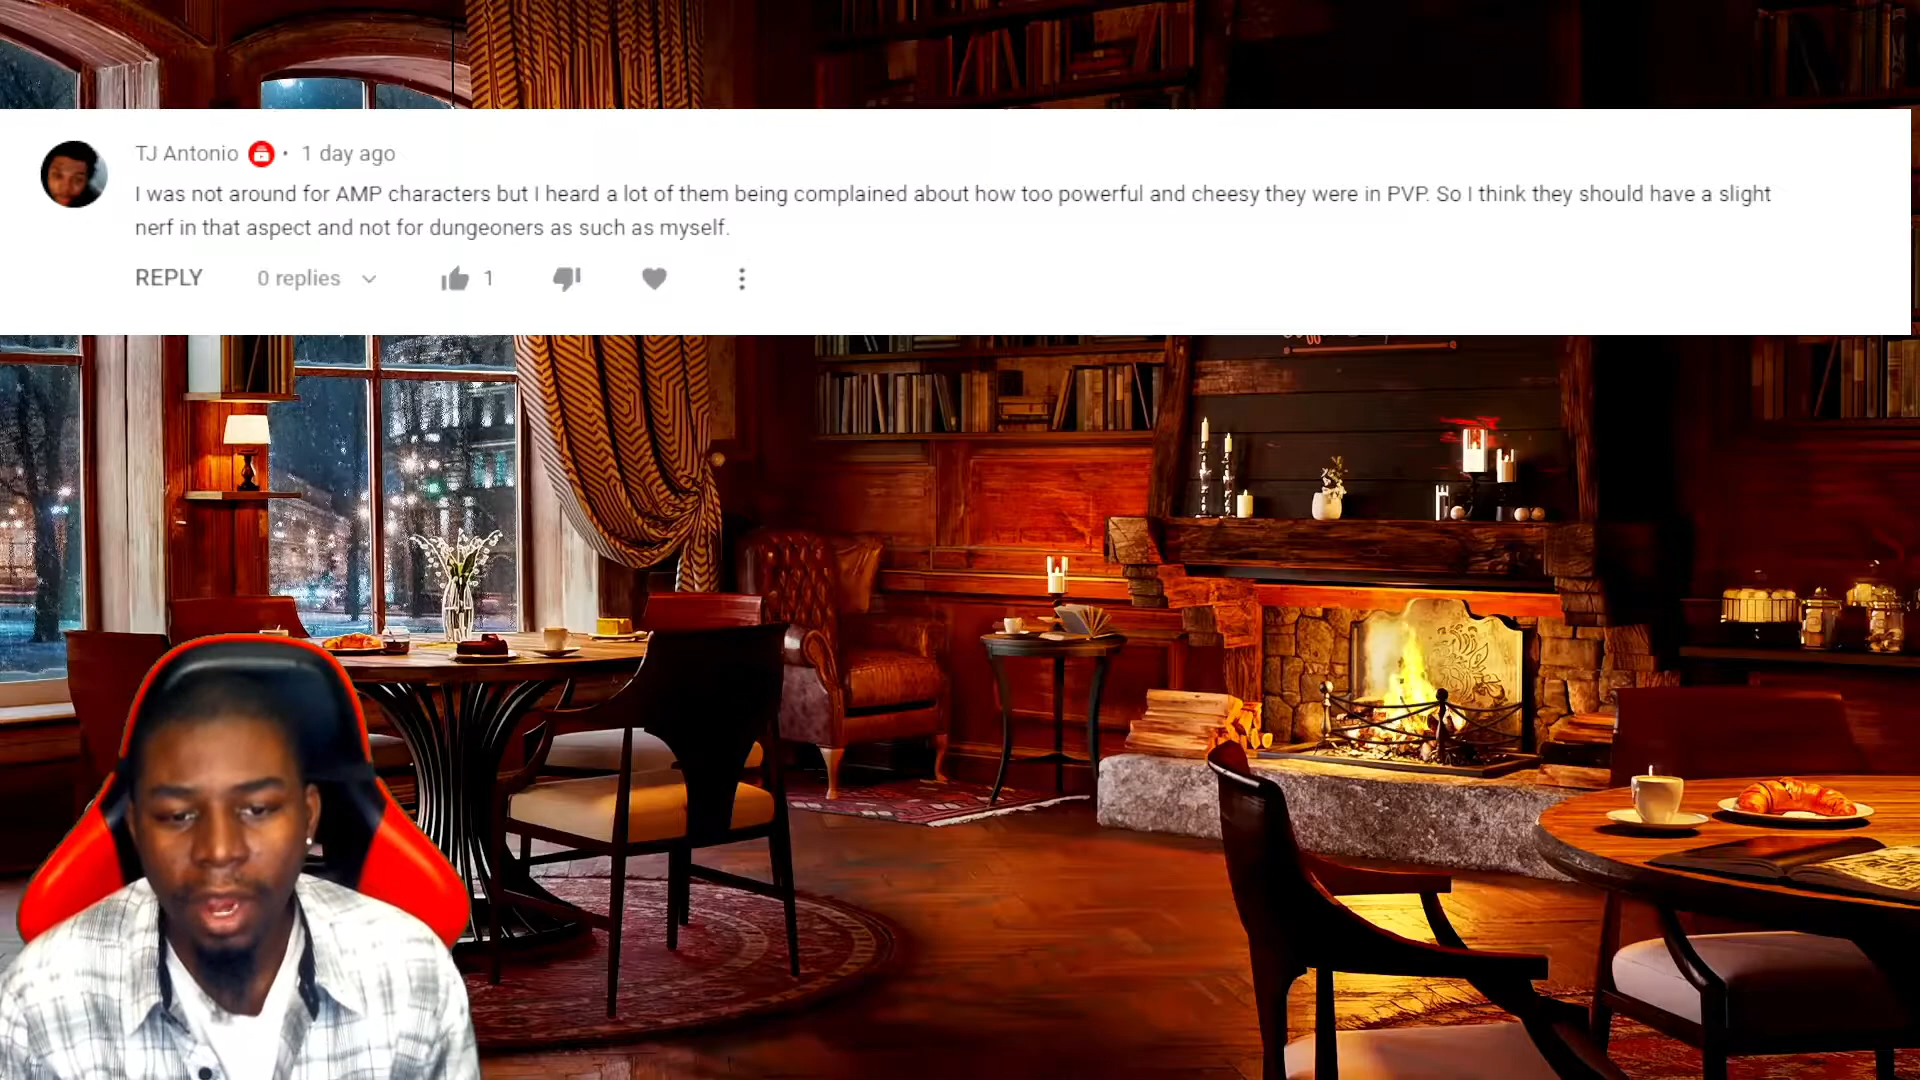 TJ Antonio • 1 day ago
I was not around for AMP characters but I heard a lot of them being complained about how too powerful and cheesy they were in PVP. So I think they should have a slight
nerf in that aspect and not for dungeoners as such as myself.
REPLY 0 replies 1